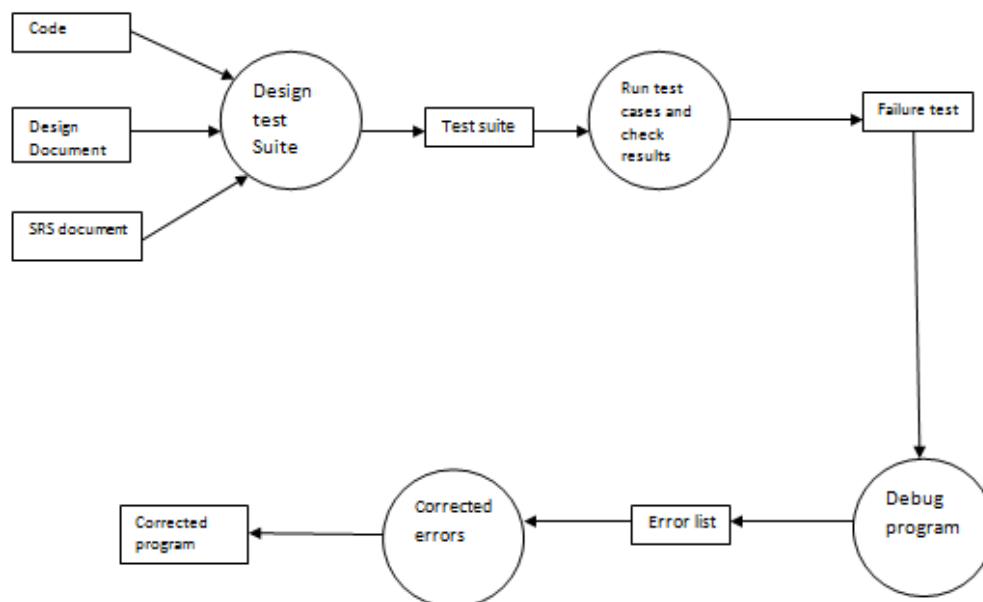 Code
Design
Document
SRS document
Design
test
Suite
Test suite
Run test
cases and
check
results
Failure test
Debug
program
Error list
Corrected
errors
Corrected
program